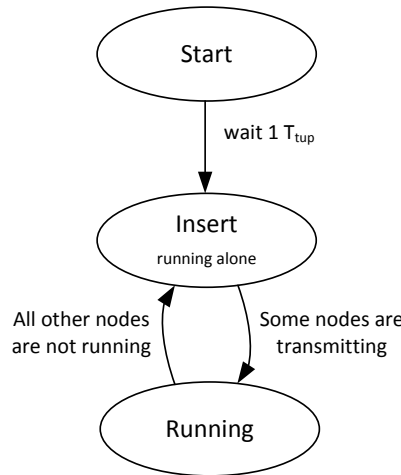 Start
wait 1 Ttup
Insert
running alone
All other nodes
are not running
Some nodes are
transmitting
Running